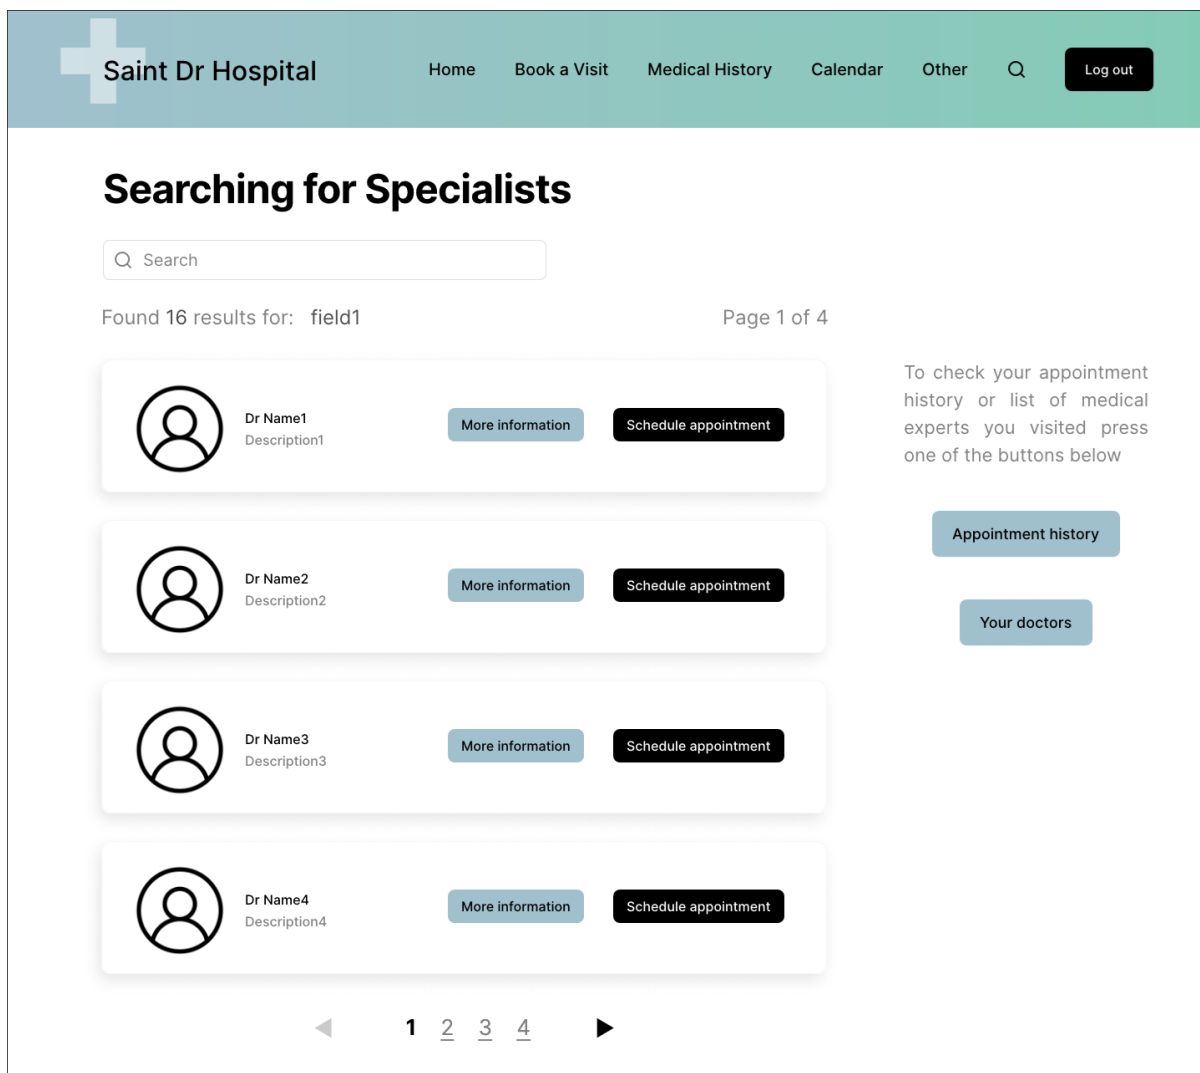 Saint Dr Hospital
Home Book a Visit Medical History Calendar Other Log out
Searching for Specialists
Search
Found 16 results for: field1 Page 1 of 4
Dr Name1
Description1
More information Schedule appointment
Dr Name2
Description2
More information Schedule appointment
Dr Name3
Description3
More information Schedule appointment
Dr Name4
Description4
More information Schedule appointment
1 2 3 4
To check your appointment
history or list of medical
experts you visited press
one of the buttons below
Appointment history
Your doctors